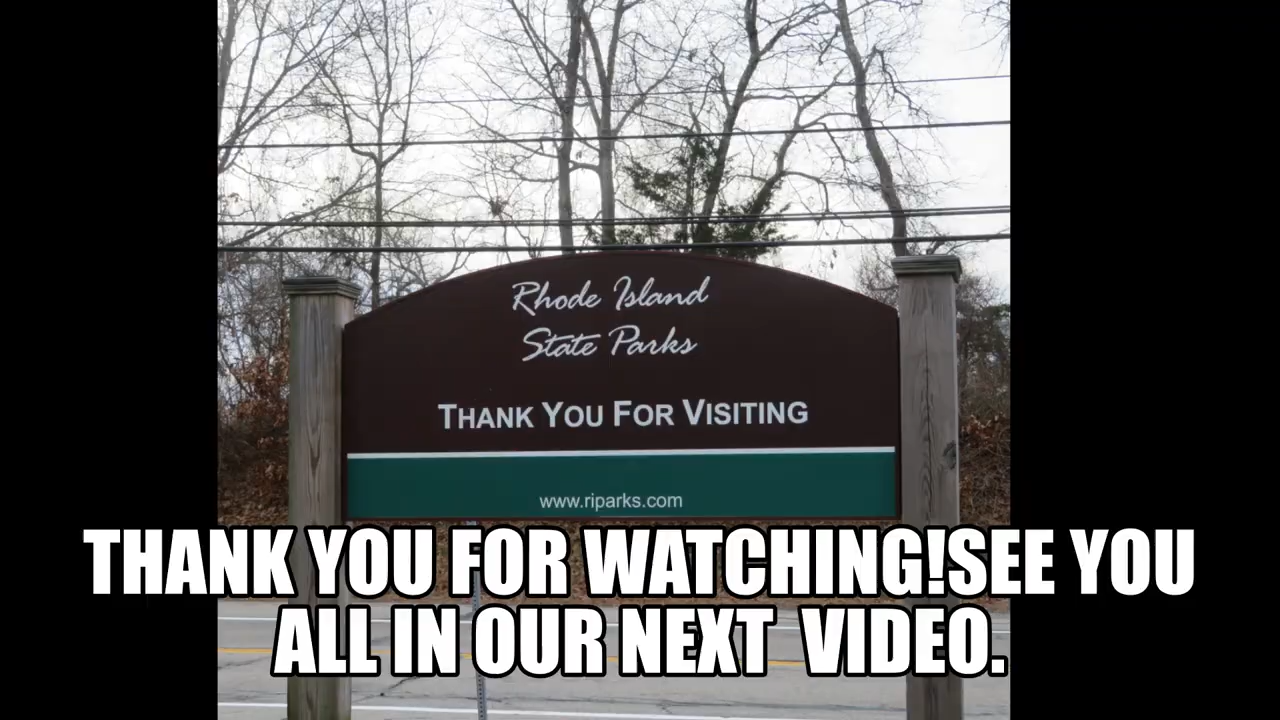 Rhode Island
State Parks
THANK YOU FOR VISITING
www.riparks.com
THANK YOU FOR WATCHING!SEE YOU
ALL IN OUR NEXT VIDEO.